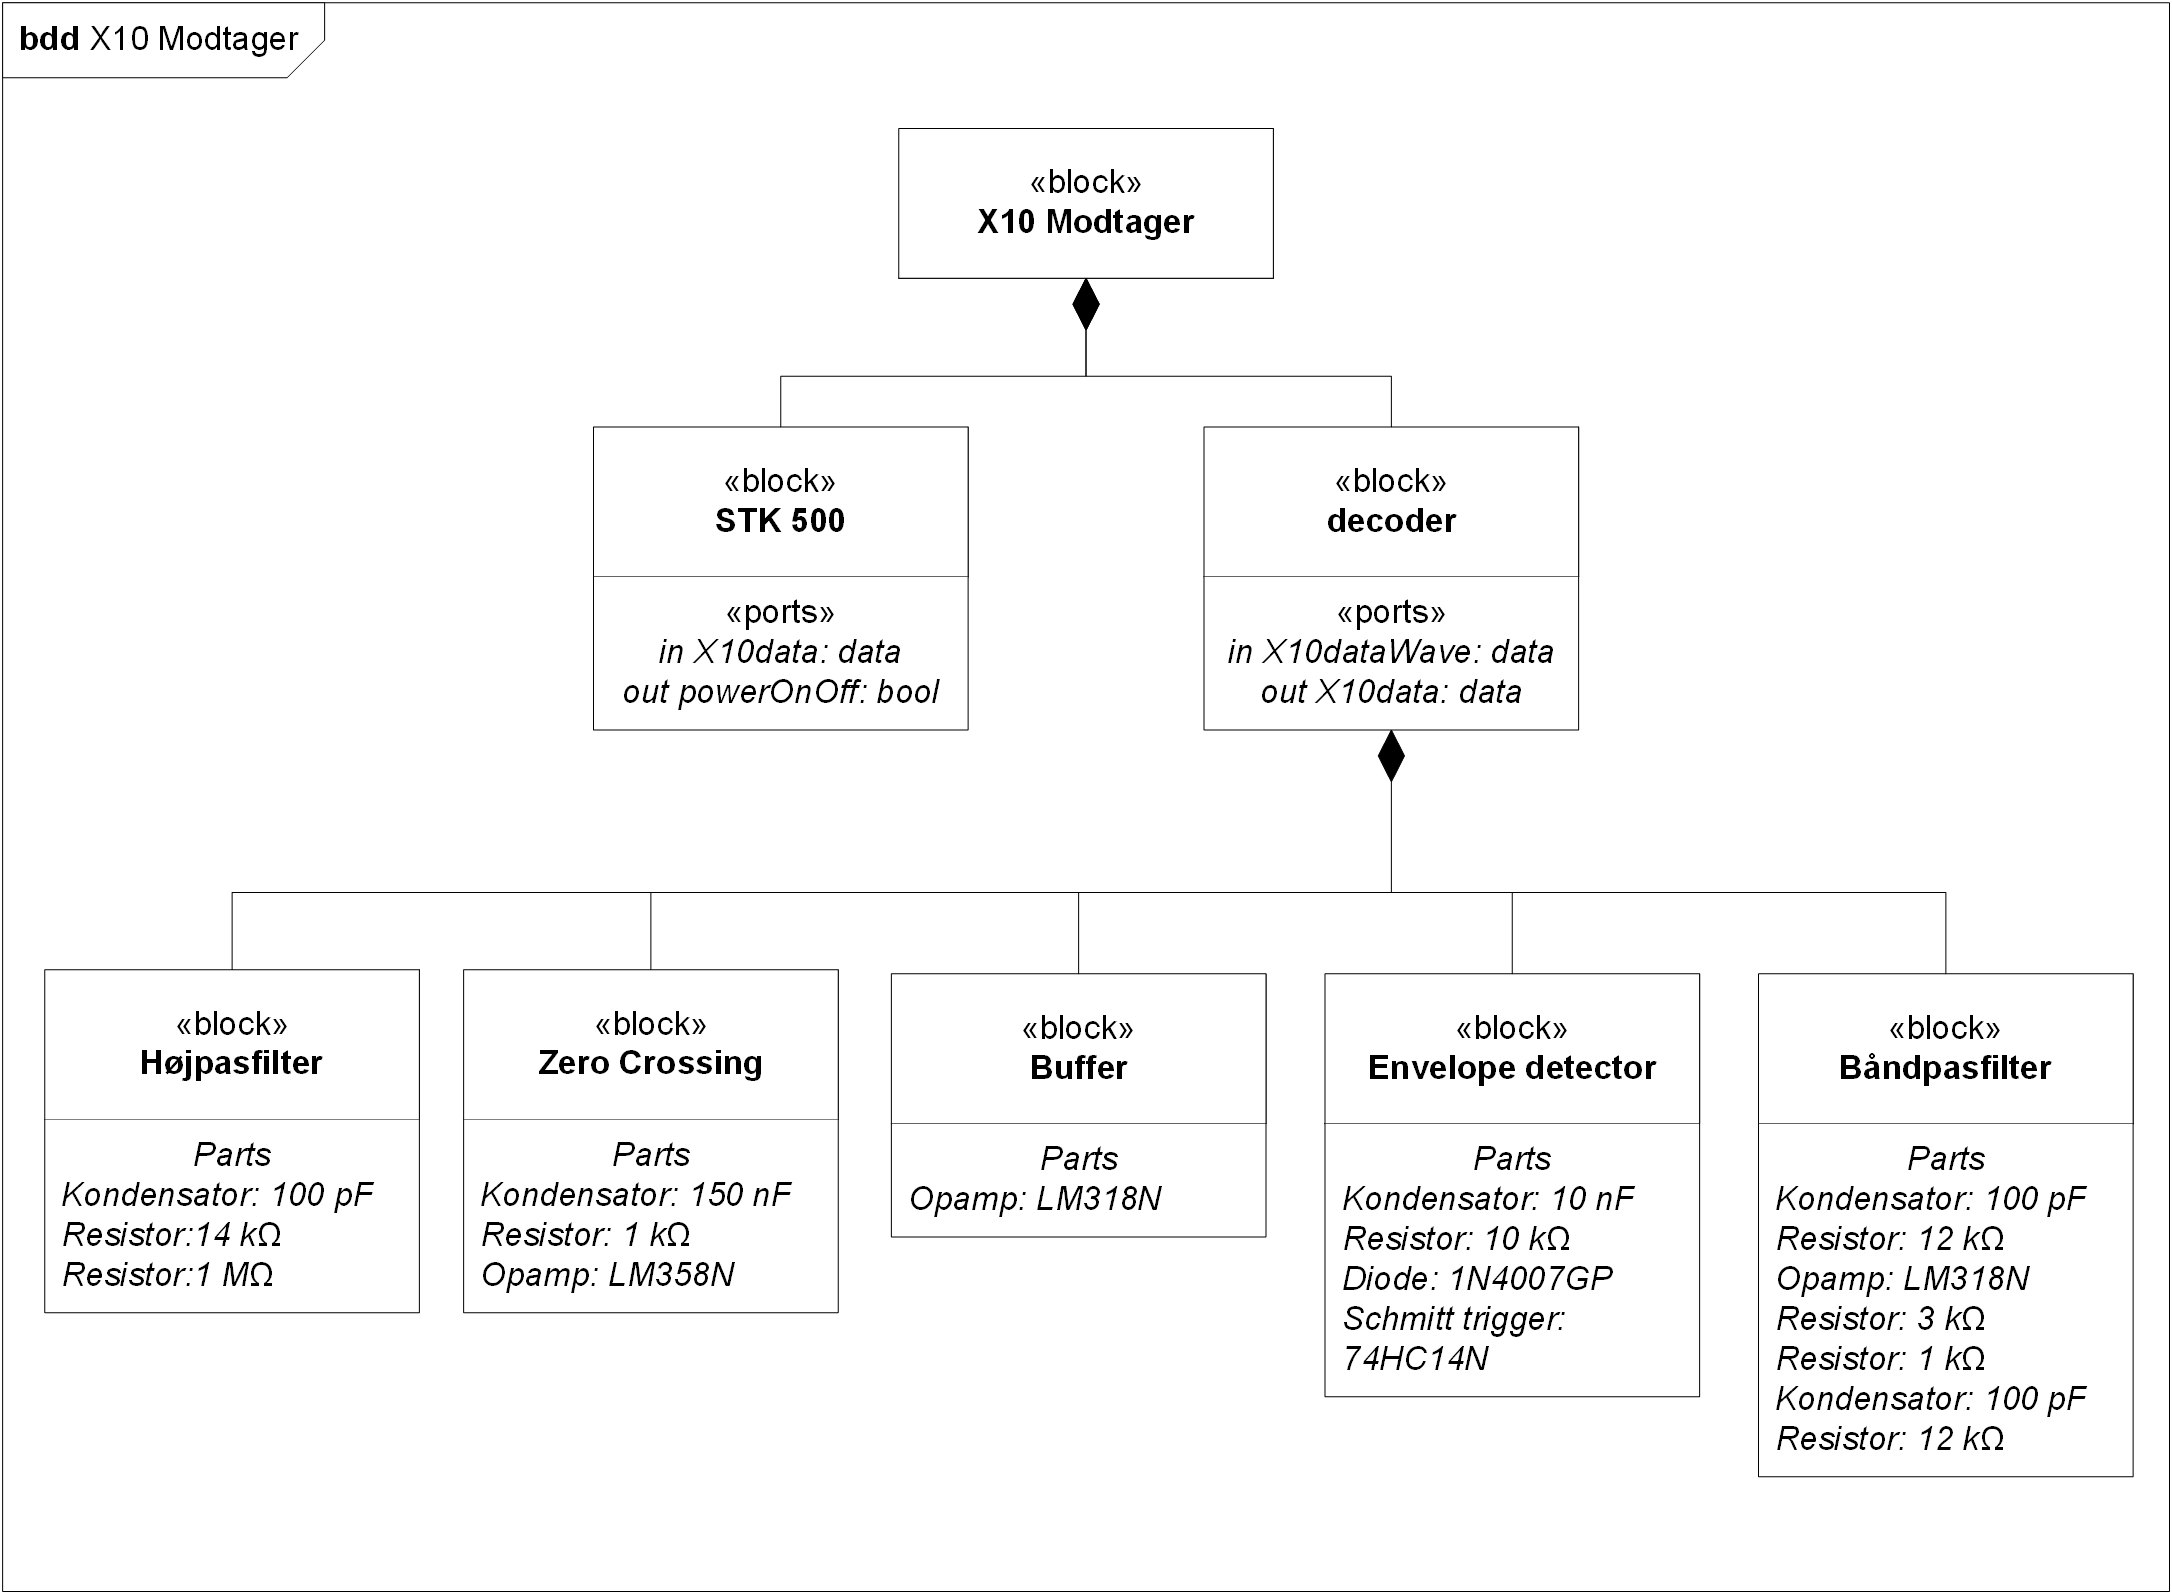 bdd X10 Modtager
«block»
X10 Modtager
«block»
STK 500
«ports»
in X10data: data
out powerOnOff: bool
«block»
decoder
«ports»
in X10dataWave: data
out X10data: data
«block»
Højpasfilter
Parts
Kondensator: 100 pF
Resistor:14 kΩ
Resistor:1 MΩ
«block»
Zero Crossing
Parts
Kondensator: 150 nF
Resistor: 1 kΩ
Opamp: LM358N
«block»
Buffer
Parts
Opamp: LM318N
«block»
Envelope detector
Parts
Kondensator: 10 nF
Resistor: 10 kΩ
Diode: 1N4007GP
Schmitt trigger:
74HC14N
«block»
Båndpasfilter
Parts
Kondensator: 100 pF
Resistor: 12 kΩ
Opamp: LM318N
Resistor: 3 kΩ
Resistor: 1 kΩ
Kondensator: 100 pF
Resistor: 12 kΩ